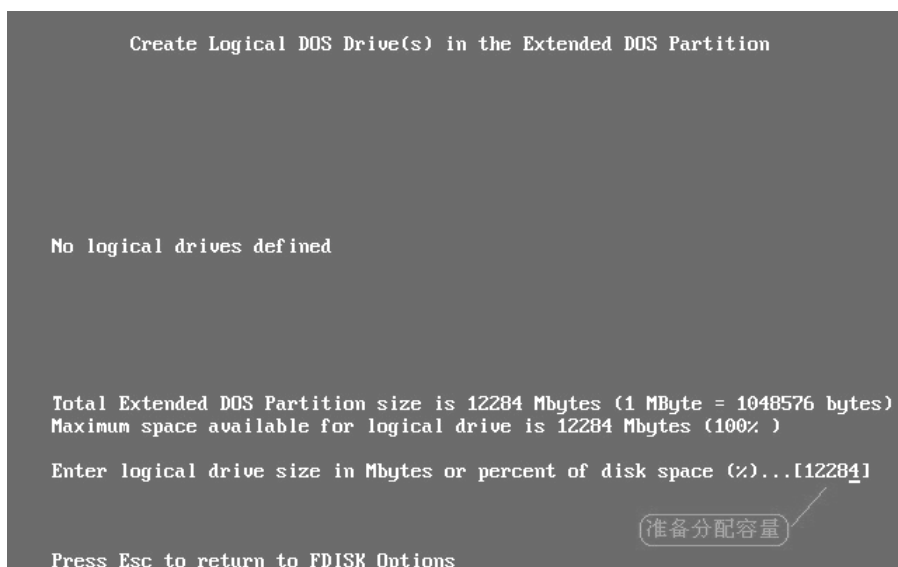 Create Logical DOS Drive(s) in the Extended DOS Partition
No logical drives defined
Total Extended DOS Partition size is 12284 Mbytes (1 MByte = 1048576 bytes)
Maximum space available for logical drive is 12284 Mbytes (100% )
Enter logical drive size in Mbytes or percent of disk space (%)...[12284]
准备分配容量
Press Esc to return to FDISK Options